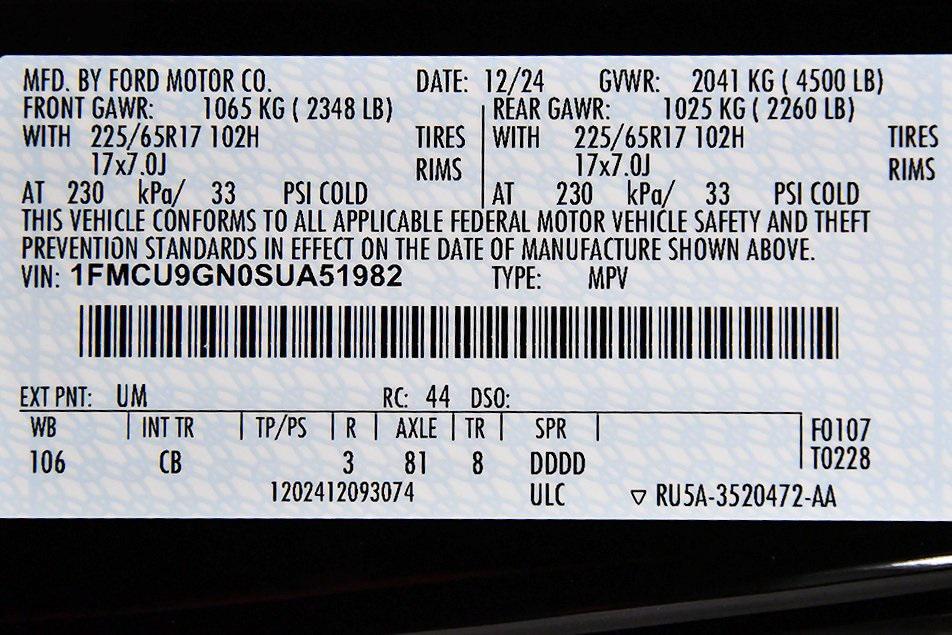 MFD. BY FORD MOTOR CO. DATE: 12/24 GVWR: 2041 KG ( 4500 LB)
FRONT GAWR: 1065 KG ( 2348 LB) REAR GAWR: 1025 KG ( 2260 LB)
WITH 225/65R17 102H TIRES WITH 225/65R17 102H TIRES
17x7.0J RIMS 17x7.0J RIMS
AT 230 kPa/ 33 PSI COLD AT 230 kPa/ 33 PSI COLD
THIS VEHICLE CONFORMS TO ALL APPLICABLE FEDERAL MOTOR VEHICLE SAFETY AND THEFT
PREVENTION STANDARDS IN EFFECT ON THE DATE OF MANUFACTURE SHOWN ABOVE.
VIN: 1FMCU9GN0SUA51982 TYPE: MPV
EXT PNT: UM RC: 44 DSO:
WB INT TR TP/PS R AXLE TR SPR F0107
106 CB 3 81 8 DDDD T0228
1202412093074 ULC ▽ RU5A-3520472-AA